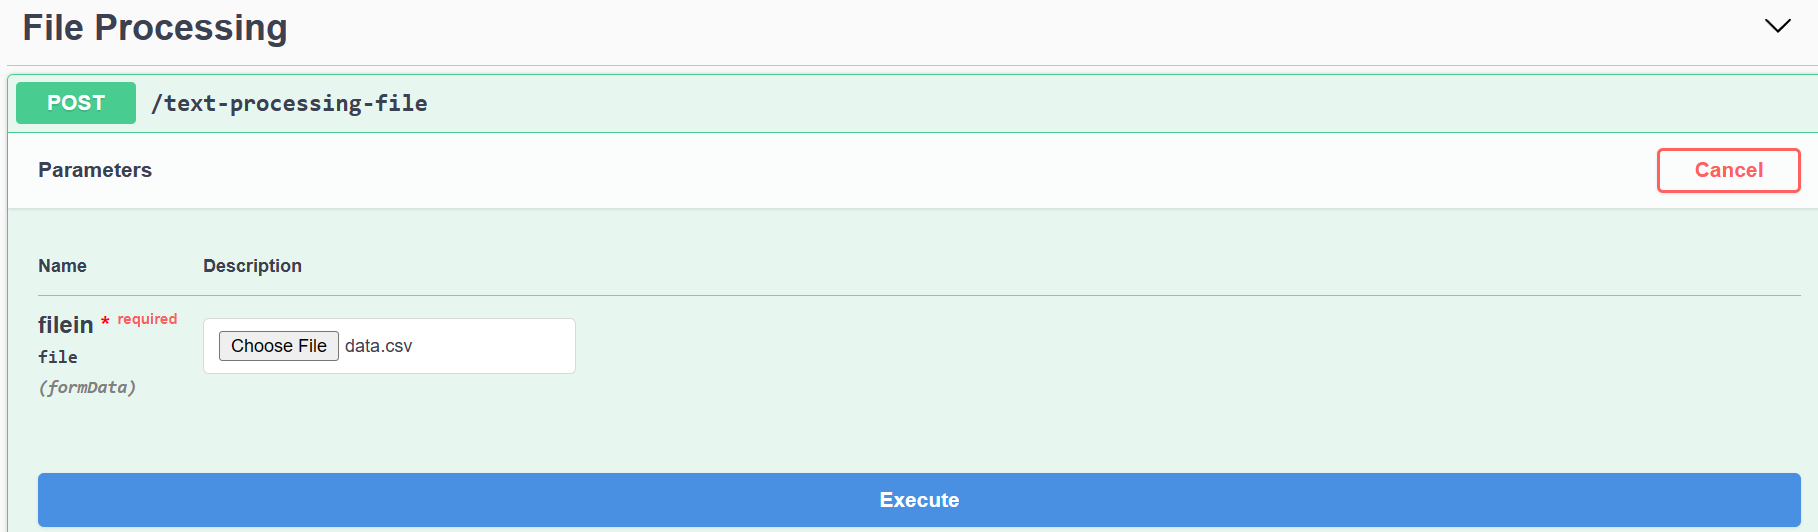 File Processing
POST /text-processing-file
Parameters
Cancel
Name Description
filein * required
file
(formData)
Choose File data.csv
Execute